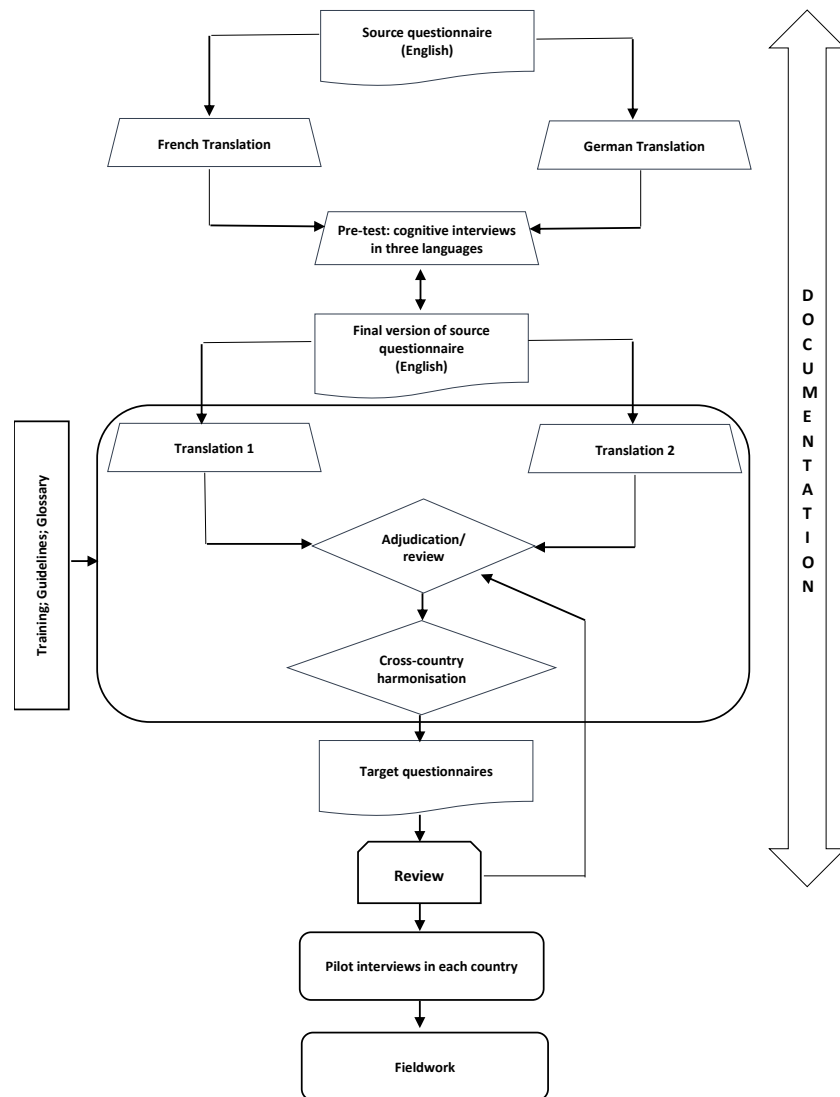 Source questionnaire
(English)
French Translation
German Translation
Pre-test: cognitive interviews
in three languages
Final version of source
questionnaire
(English)
Translation 1
Translation 2
Adjudication/
review
Cross-country
harmonisation
Target questionnaires
Review
Pilot interviews in each country
Fieldwork
Training; Guidelines; Glossary
D
O
C
U
M
E
N
T
A
T
I
O
N